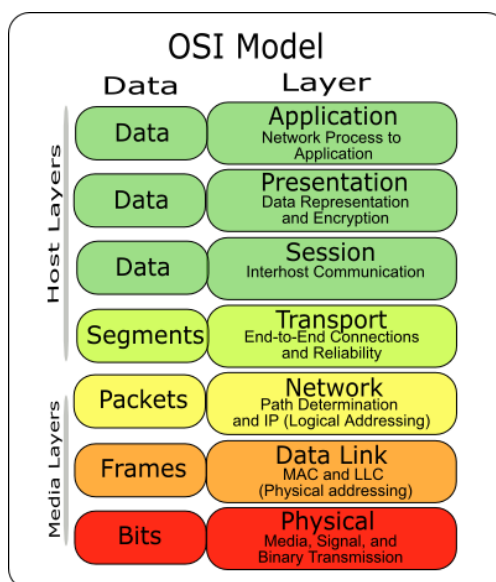 OSI Model
Data Layer
Host Layers
Data
Application
Network Process to
Application
Data
Presentation
Data Representation
and Encryption
Data
Session
Interhost Communication
Segments
Transport
End-to-End Connections
and Reliability
Media Layers
Packets
Network
Path Determination
and IP (Logical Addressing)
Frames
Data Link
MAC and LLC
(Physical addressing)
Bits
Physical
Media, Signal, and
Binary Transmission